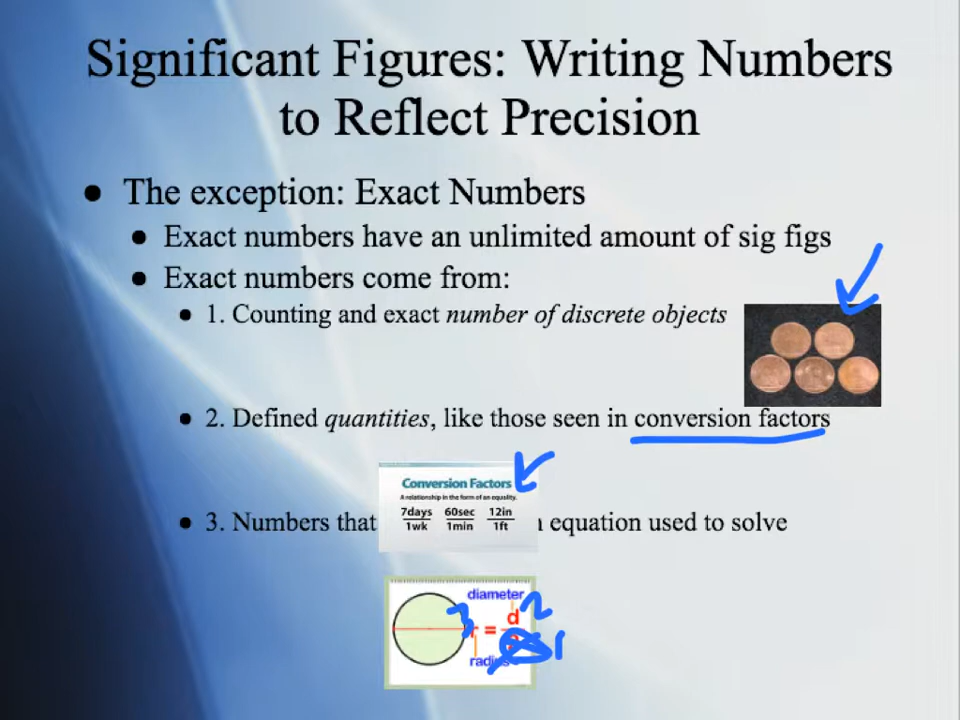 Significant Figures: Writing Numbers
to Reflect Precision
• The exception: Exact Numbers
• Exact numbers have an unlimited amount of sig figs
• Exact numbers come from:
• 1. Counting and exact number of discrete objects
• 2. Defined quantities, like those seen in conversion factors
Conversion Factors
A relationship in the form of an equality.
7days 60sec 12in
1wk 1min 1ft
• 3. Numbers that equation used to solve
diameter
3 2
= d
1
radius